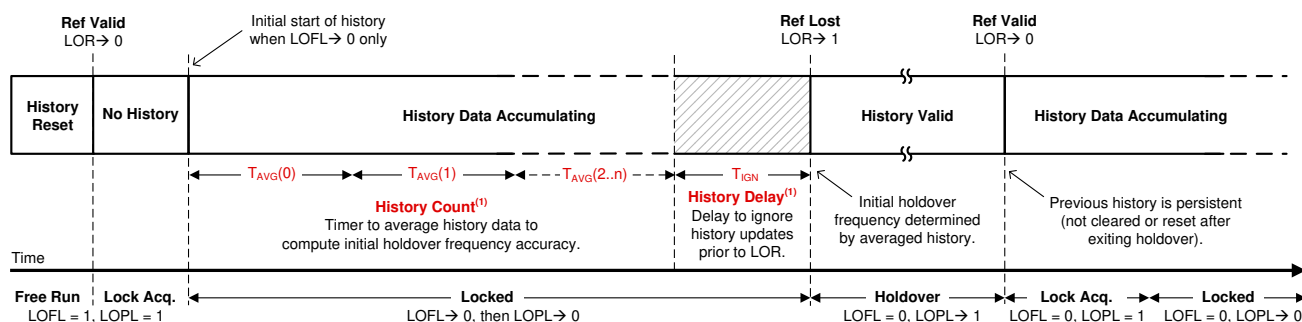 Ref Valid
LOR→ 0
Initial start of history
when LOFL→ 0 only
Ref Lost
LOR→ 1
Ref Valid
LOR→ 0
History
Reset
No History
History Data Accumulating
History Valid
History Data Accumulating
TAVG(0)
TAVG(1)
TAVG(2..n)
TIGN
History Count(1)
Timer to average history data to
compute initial holdover frequency accuracy.
History Delay(1)
Delay to ignore
history updates
prior to LOR.
Initial holdover
frequency determined
by averaged history.
Previous history is persistent
(not cleared or reset after
exiting holdover).
Time
Free Run
Lock Acq.
LOFL = 1, LOPL = 1
Locked
LOFL→ 0, then LOPL→ 0
Holdover
LOFL = 0, LOPL→ 1
Lock Acq.
LOFL = 0, LOPL = 1
Locked
LOFL = 0, LOPL→ 0